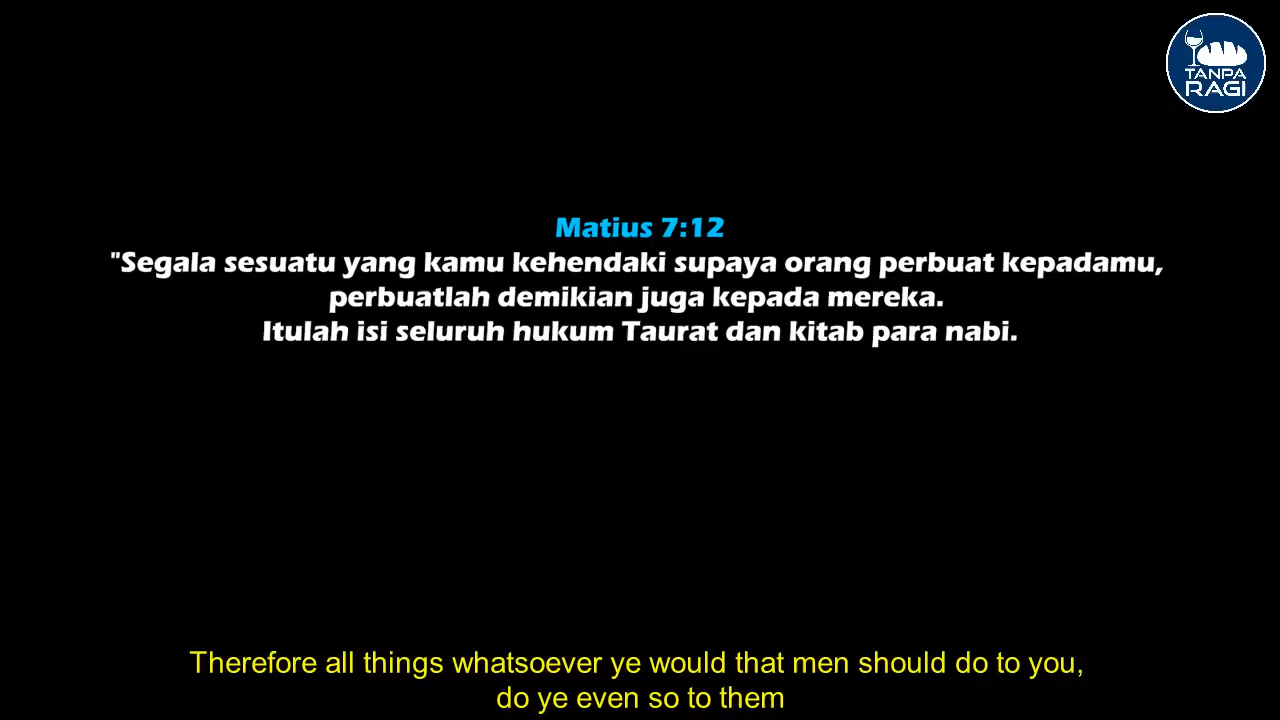 TANPA
RAGI
Matius 7:12
"Segala sesuatu yang kamu kehendaki supaya orang perbuat kepadamu,
perbuatlah demikian juga kepada mereka.
Itulah isi seluruh hukum Taurat dan kitab para nabi.
Therefore all things whatsoever ye would that men should do to you,
do ye even so to them